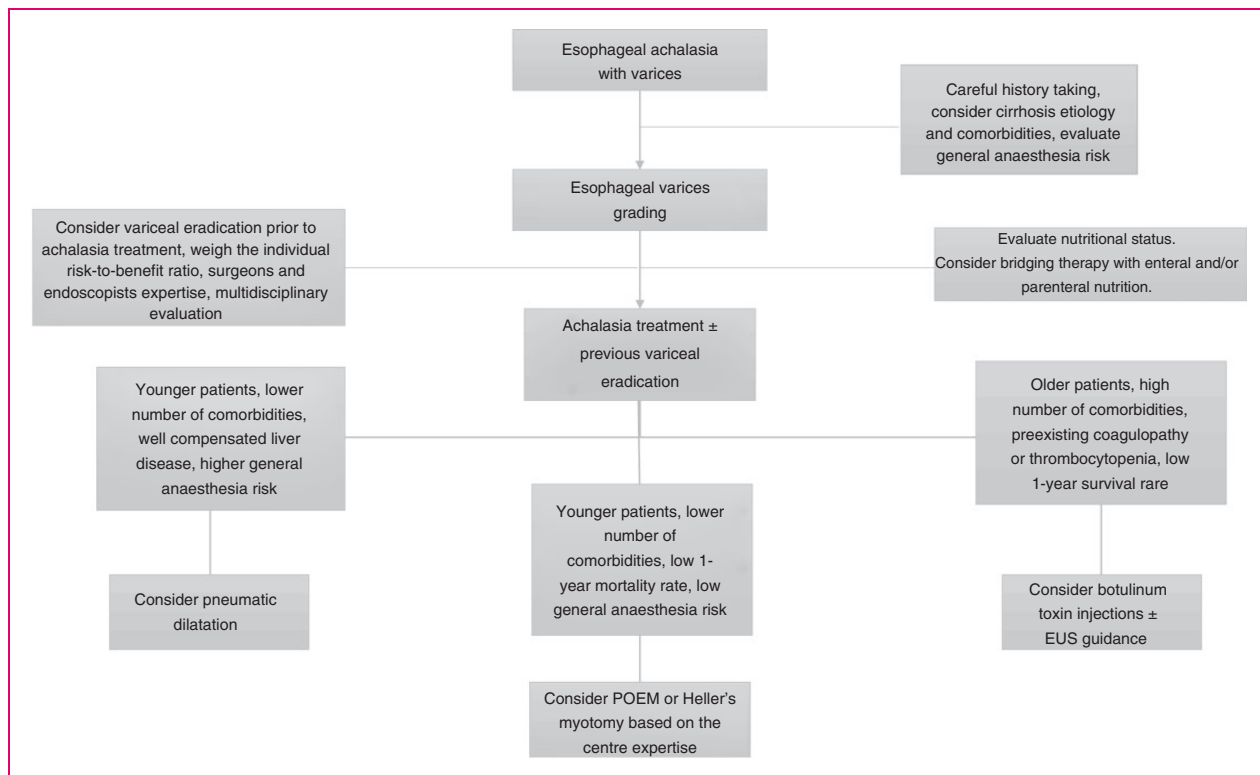 Esophageal achalasia
with varices
Careful history taking,
consider cirrhosis etiology
and comorbidities, evaluate
general anaesthesia risk
Esophageal varices
grading
Consider variceal eradication prior to
achalasia treatment, weigh the individual
risk-to-benefit ratio, surgeons and
endoscopists expertise, multidisciplinary
evaluation
Evaluate nutritional status.
Consider bridging therapy with enteral and/or
parenteral nutrition.
Achalasia treatment ±
previous variceal
eradication
Younger patients, lower
number of comorbidities,
well compensated liver
disease, higher general
anaesthesia risk
Older patients, high
number of comorbidities,
preexisting coagulopathy
or thrombocytopenia, low
1-year survival rare
Younger patients, lower
number of
comorbidities, low 1-
year mortality rate, low
general anaesthesia risk
Consider pneumatic
dilatation
Consider botulinum
toxin injections ±
EUS guidance
Consider POEM or Heller's
myotomy based on the
centre expertise